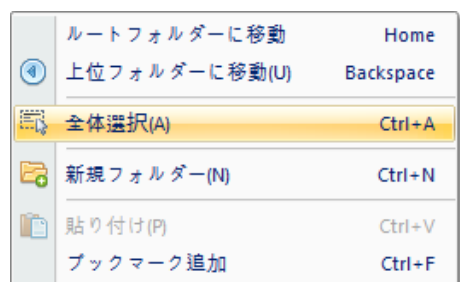 ルートフォルダーに移動 Home
上位フォルダーに移動(U) Backspace
全体選択(A) Ctrl+A
新規フォルダー(N) Ctrl+N
貼り付け(P) Ctrl+V
ブックマーク追加 Ctrl+F